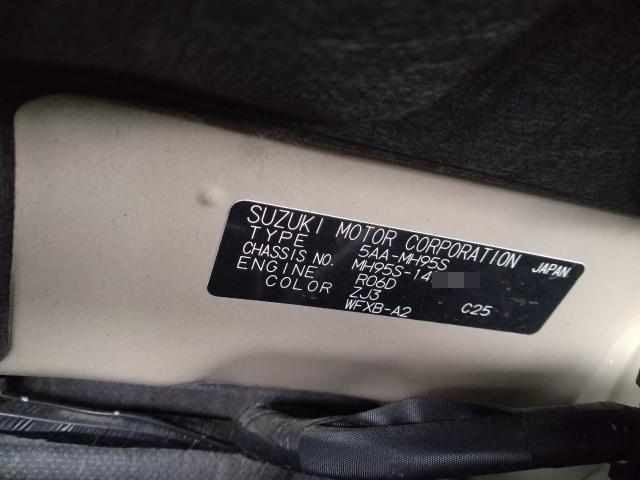 SUZUKI MOTOR CORPORATION JAPAN
TYPE 5AA-MH95S
CHASSIS NO. MH95S-14
ENGINE R06D
COLOR ZJ3
WFXB-A2 C25